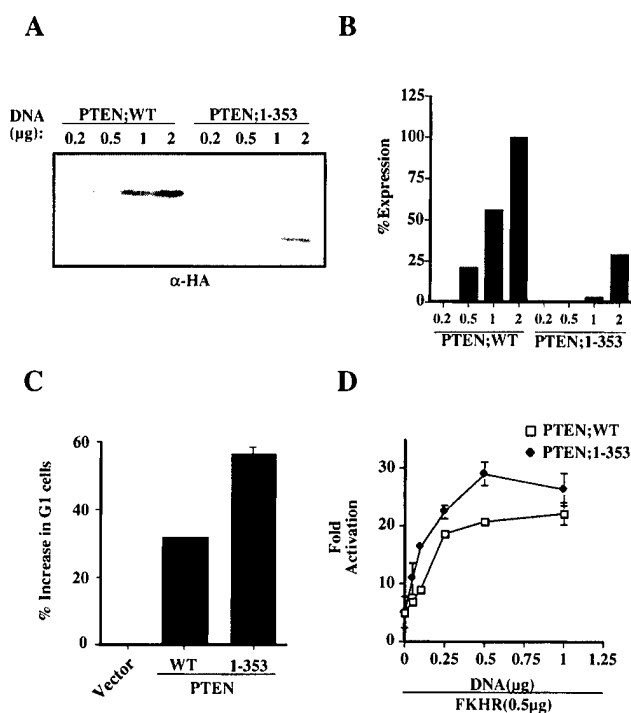 A
DNA (µg):
PTEN;WT PTEN;1-353
0.2 0.5 1 2 0.2 0.5 1 2
α-HA
B
%Expression
125
100
75
50
25
0
0.2 0.5 1 2 0.2 0.5 1 2
PTEN;WT PTEN;1-353
C
% Increase in G1 cells
60
40
20
0
Vector WT 1-353
PTEN
D
PTEN;WT
PTEN;1-353
Fold
Activation
30
20
10
0
0 0.25 0.5 0.75 1 1.25
DNA(µg)
FKHR(0.5µg)